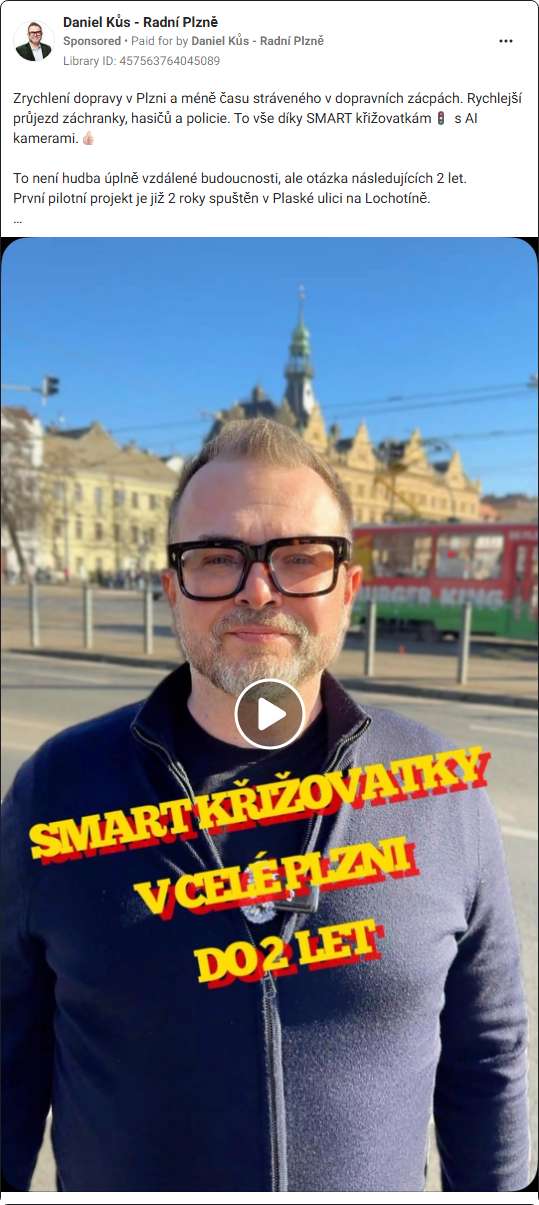 Daniel Kůs - Radní Plzně
Sponsored • Paid for by Daniel Kůs - Radní Plzně
Library ID: 457563764045089
Zrychlení dopravy v Plzni a méně času stráveného v dopravních zácpách. Rychlejší
průjezd záchranky, hasičů a policie. To vše díky SMART křižovatkám 🚦 s AI
kamerami. 👍🏻
To není hudba úplně vzdálené budoucnosti, ale otázka následujících 2 let.
První pilotní projekt je již 2 roky spuštěn v Plaské ulici na Lochotíně.
...
BURGER KING
SMART KŘIŽOVATKY
V CELÉ PLZNI
DO 2 LET